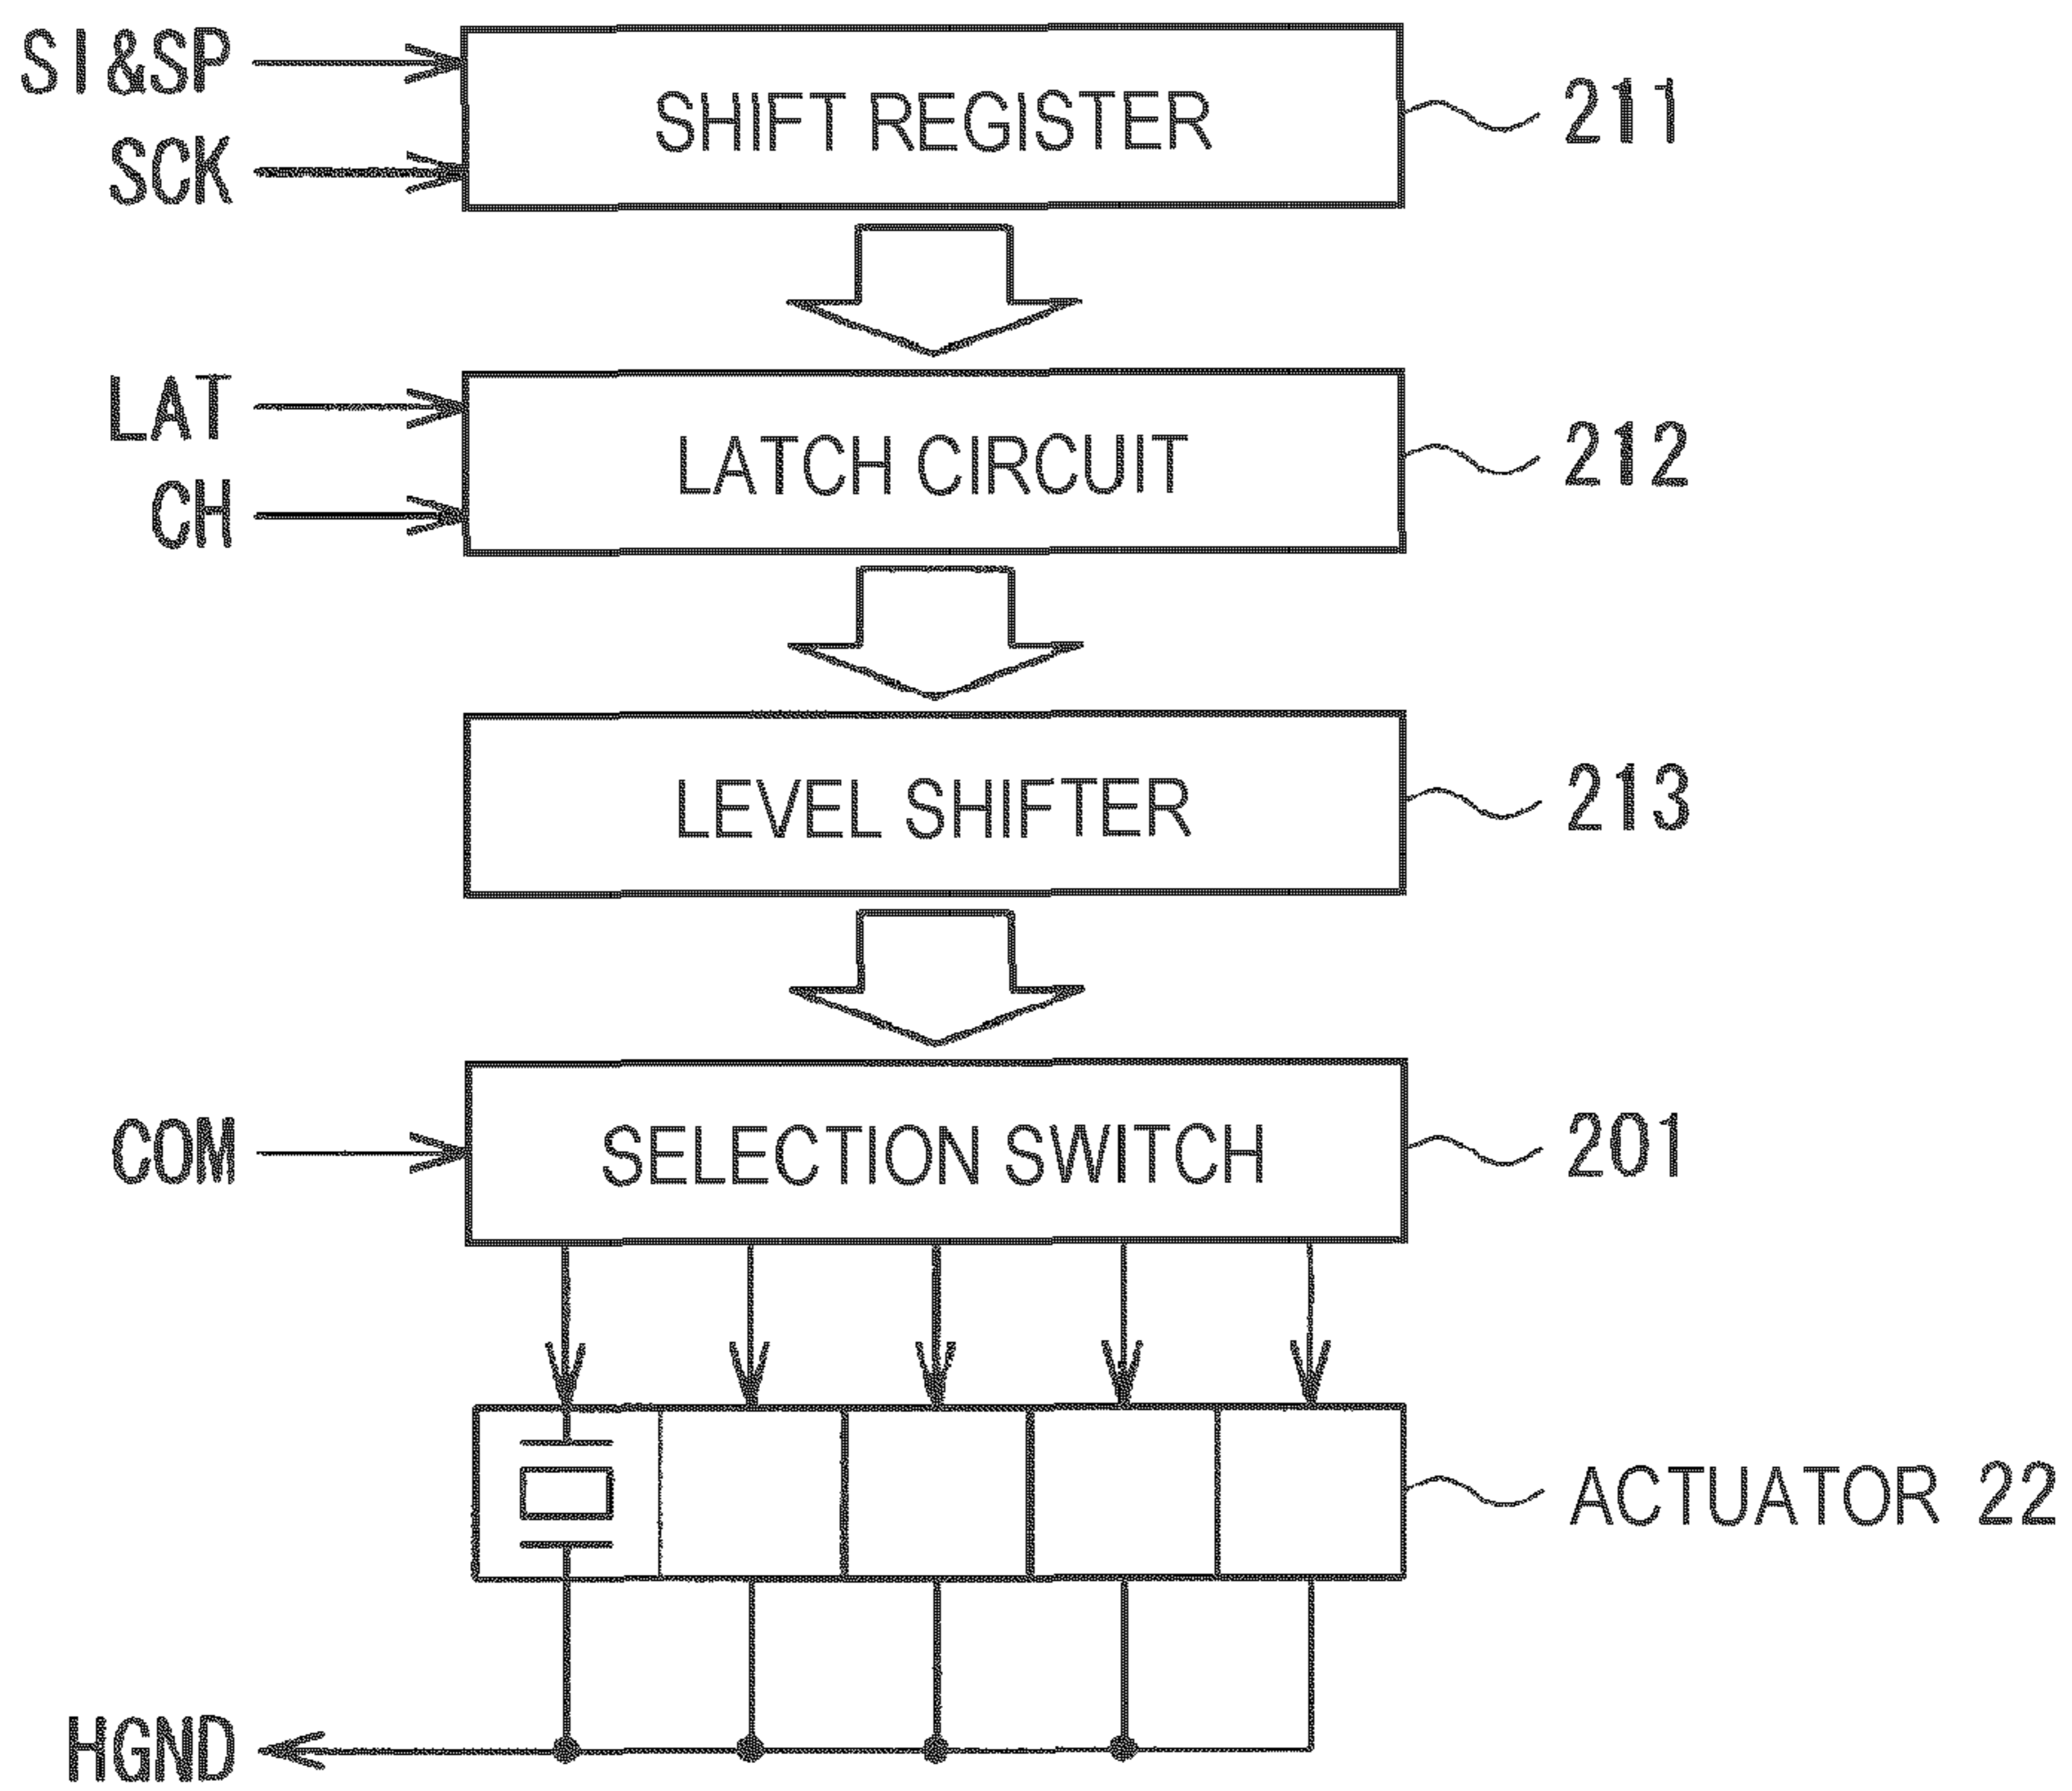 SI&SP
SCK
SHIFT REGISTER
211
LAT
CH
LATCH CIRCUIT
212
LEVEL SHIFTER
213
COM
SELECTION SWITCH
201
ACTUATOR 22
HGND